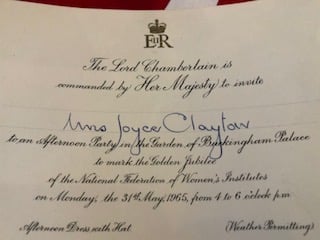 EIIR
The Lord Chamberlain is
commanded by Her Majesty to invite
Mrs Joyce Clayton
to an Afternoon Party in the Garden of Buckingham Palace
to mark the Golden Jubilee
of the National Federation of Women's Institutes
on Monday, the 31st May, 1965, from 4 to 6 o'clock p.m.
Afternoon Dress, with Hat (Weather Permitting)